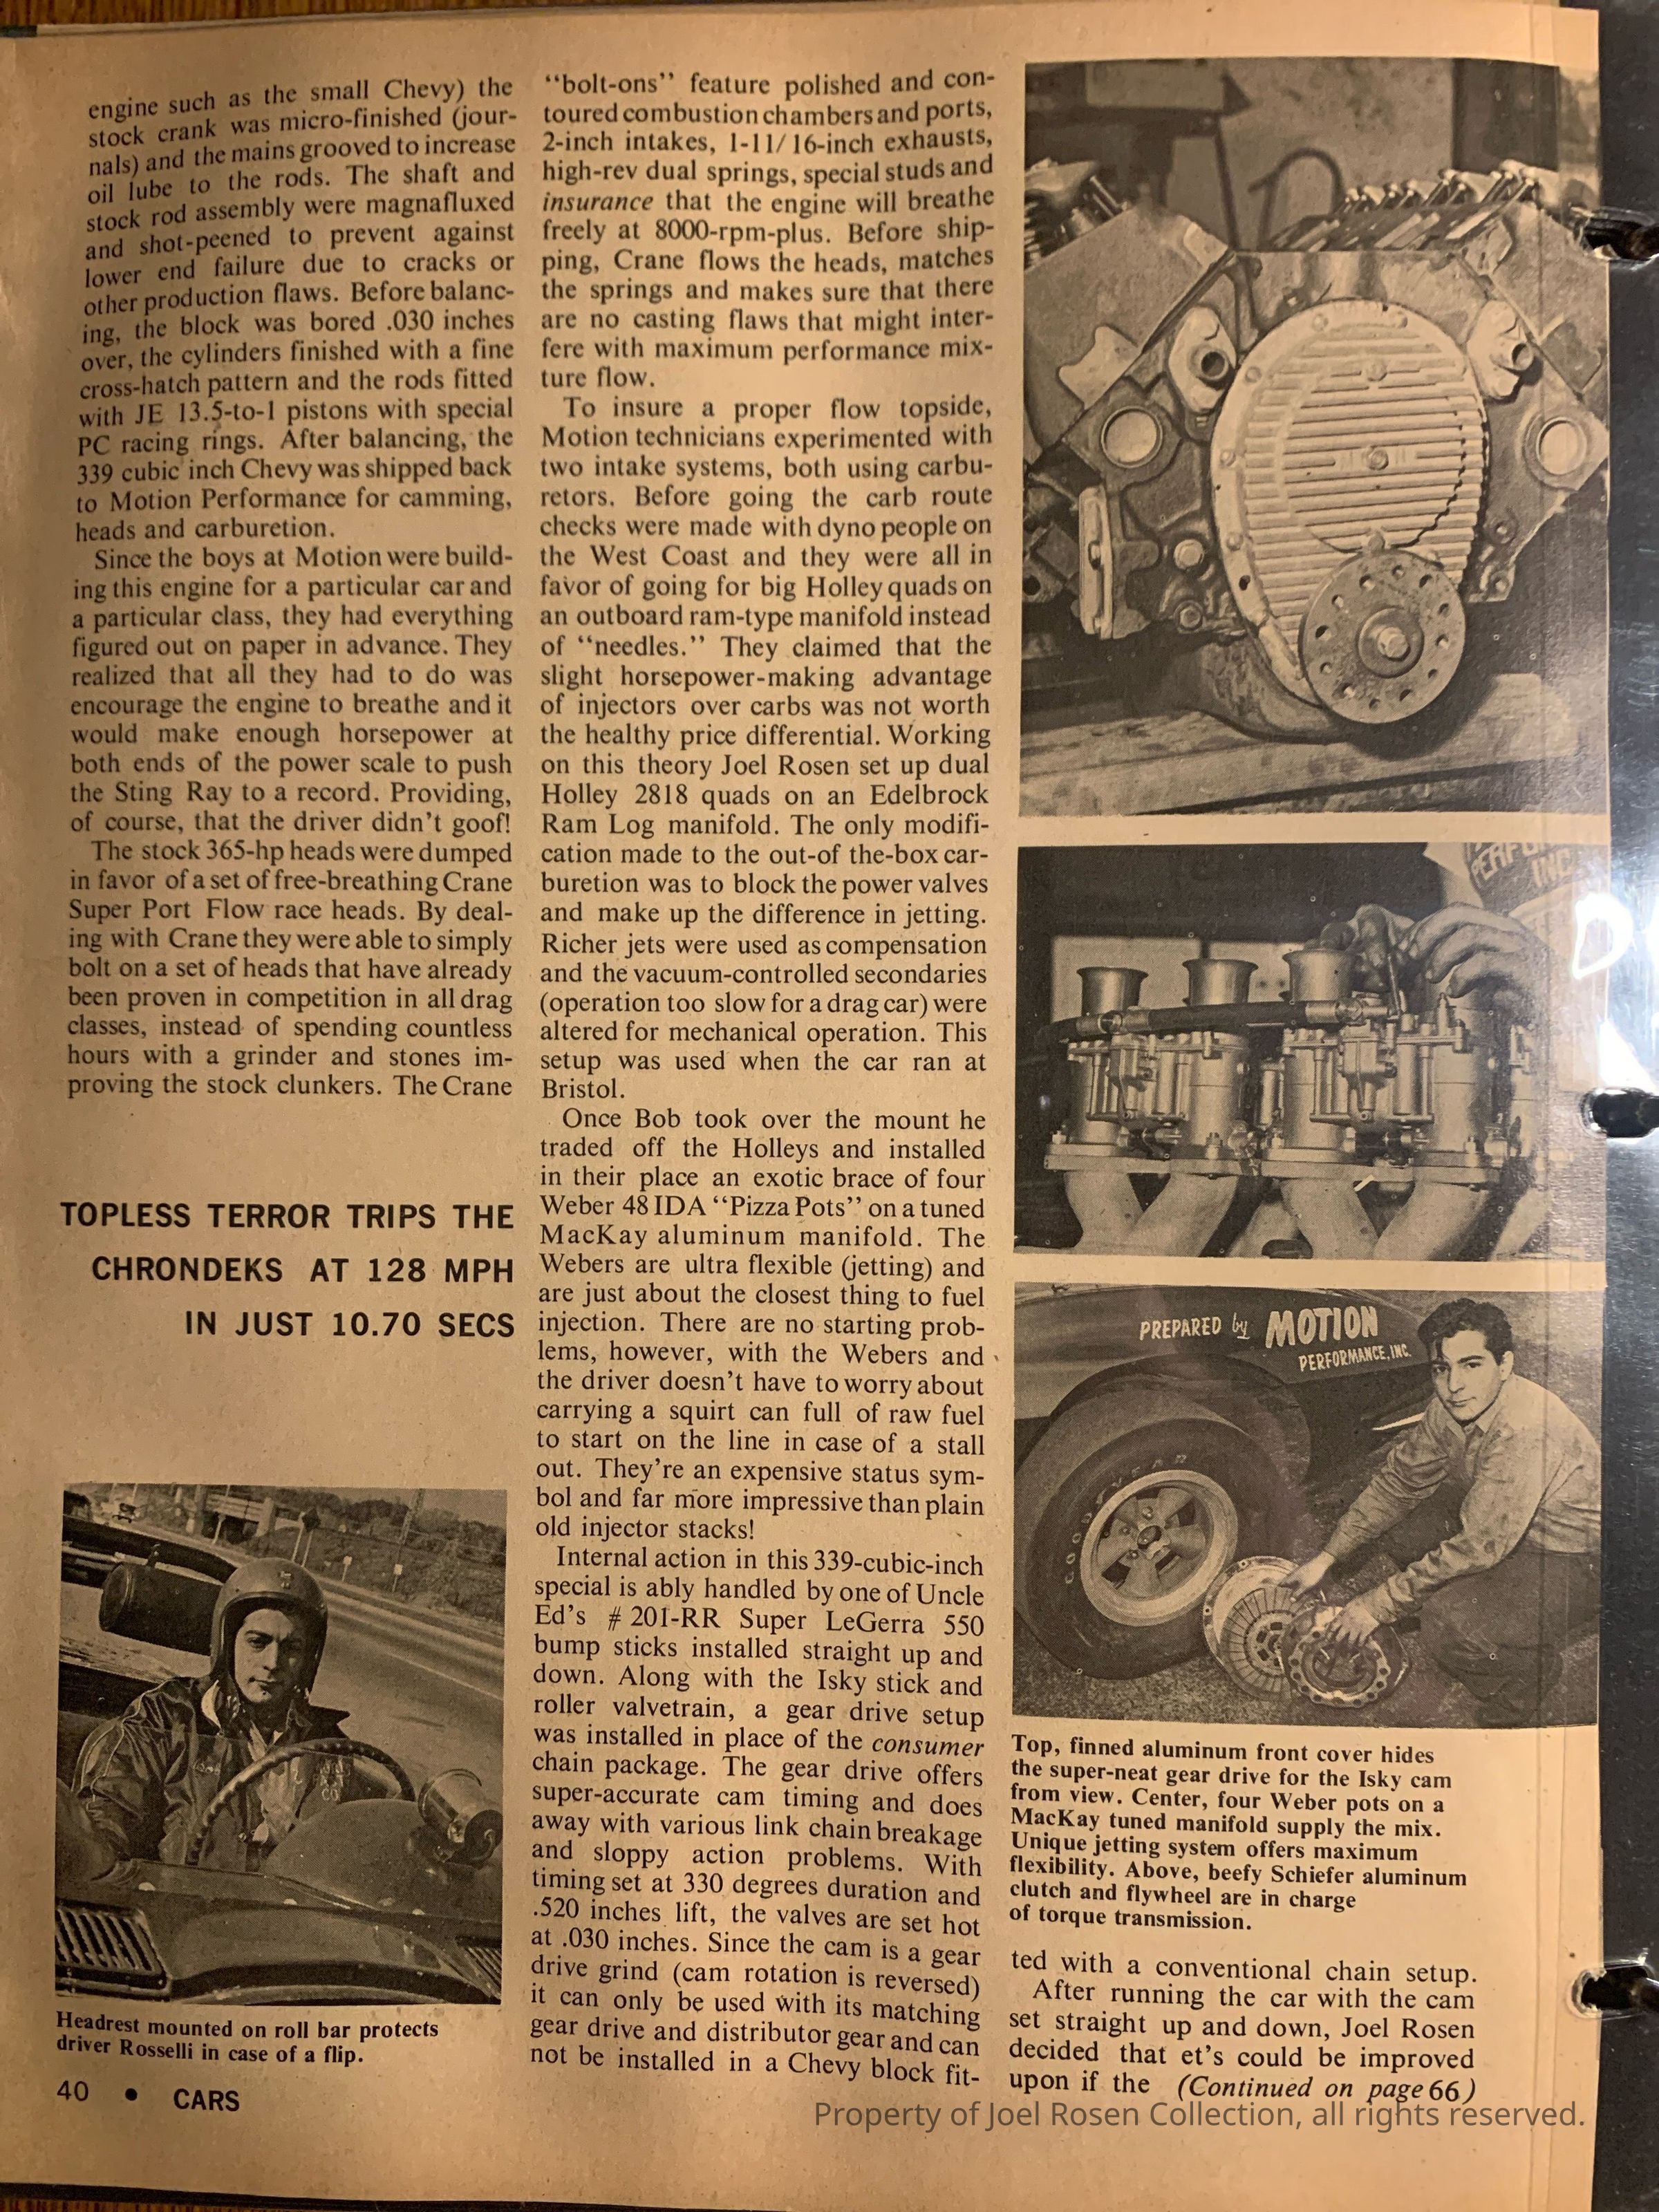 engine such as the small Chevy) the
stock crank was micro-finished (jour-
nals) and the mains grooved to increase
oil lube to the rods. The shaft and
stock rod assembly were magnafluxed
and shot-peened to prevent against
lower end failure due to cracks or
other production flaws. Before balanc-
ing, the block was bored .030 inches
over, the cylinders finished with a fine
cross-hatch pattern and the rods fitted
with JE 13.5-to-1 pistons with special
PC racing rings. After balancing, the
339 cubic inch Chevy was shipped back
to Motion Performance for camming,
heads and carburetion.
Since the boys at Motion were build-
ing this engine for a particular car and
a particular class, they had everything
figured out on paper in advance. They
realized that all they had to do was
encourage the engine to breathe and it
would make enough horsepower at
both ends of the power scale to push
the Sting Ray to a record. Providing,
of course, that the driver didn't goof!
The stock 365-hp heads were dumped
in favor of a set of free-breathing Crane
Super Port Flow race heads. By deal-
ing with Crane they were able to simply
bolt on a set of heads that have already
been proven in competition in all drag
classes, instead of spending countless
hours with a grinder and stones im-
proving the stock clunkers. The Crane
TOPLESS TERROR TRIPS THE
CHRONDEKS AT 128 MPH
IN JUST 10.70 SECS
Headrest mounted on roll bar protects
driver Rosselli in case of a flip.
40 • CARS
"bolt-ons" feature polished and con-
toured combustion chambers and ports,
2-inch intakes, 1-11/16-inch exhausts,
high-rev dual springs, special studs and
insurance that the engine will breathe
freely at 8000-rpm-plus. Before ship-
ping, Crane flows the heads, matches
the springs and makes sure that there
are no casting flaws that might inter-
fere with maximum performance mix-
ture flow.
To insure a proper flow topside,
Motion technicians experimented with
two intake systems, both using carbu-
retors. Before going the carb route
checks were made with dyno people on
the West Coast and they were all in
favor of going for big Holley quads on
an outboard ram-type manifold instead
of "needles." They claimed that the
slight horsepower-making advantage
of injectors over carbs was not worth
the healthy price differential. Working
on this theory Joel Rosen set up dual
Holley 2818 quads on an Edelbrock
Ram Log manifold. The only modifi-
cation made to the out-of the-box car-
buretion was to block the power valves
and make up the difference in jetting.
Richer jets were used as compensation
and the vacuum-controlled secondaries
(operation too slow for a drag car) were
altered for mechanical operation. This
setup was used when the car ran at
Bristol.
Once Bob took over the mount he
traded off the Holleys and installed
in their place an exotic brace of four
Weber 48 IDA "Pizza Pots" on a tuned
MacKay aluminum manifold. The
Webers are ultra flexible (jetting) and
are just about the closest thing to fuel
injection. There are no starting prob-
lems, however, with the Webers and
the driver doesn't have to worry about
carrying a squirt can full of raw fuel
to start on the line in case of a stall
out. They're an expensive status sym-
bol and far more impressive than plain
old injector stacks!
Internal action in this 339-cubic-inch
special is ably handled by one of Uncle
Ed's # 201-RR Super LeGerra 550
bump sticks installed straight up and
down. Along with the Isky stick and
roller valvetrain, a gear drive setup
was installed in place of the consumer
chain package. The gear drive offers
super-accurate cam timing and does
away with various link chain breakage
and sloppy action problems. With
timing set at 330 degrees duration and
.520 inches lift, the valves are set hot
at .030 inches. Since the cam is a gear
drive grind (cam rotation is reversed)
it can only be used with its matching
gear drive and distributor gear and can
not be installed in a Chevy block fit-
PERFORMANCE
INC.
PREPARED by MOTION
PERFORMANCE, INC.
GOODYEAR
Top, finned aluminum front cover hides
the super-neat gear drive for the Isky cam
from view. Center, four Weber pots on a
MacKay tuned manifold supply the mix.
Unique jetting system offers maximum
flexibility. Above, beefy Schiefer aluminum
clutch and flywheel are in charge
of torque transmission.
ted with a conventional chain setup.
After running the car with the cam
set straight up and down, Joel Rosen
decided that et's could be improved
upon if the (Continued on page 66)
Property of Joel Rosen Collection, all rights reserved.